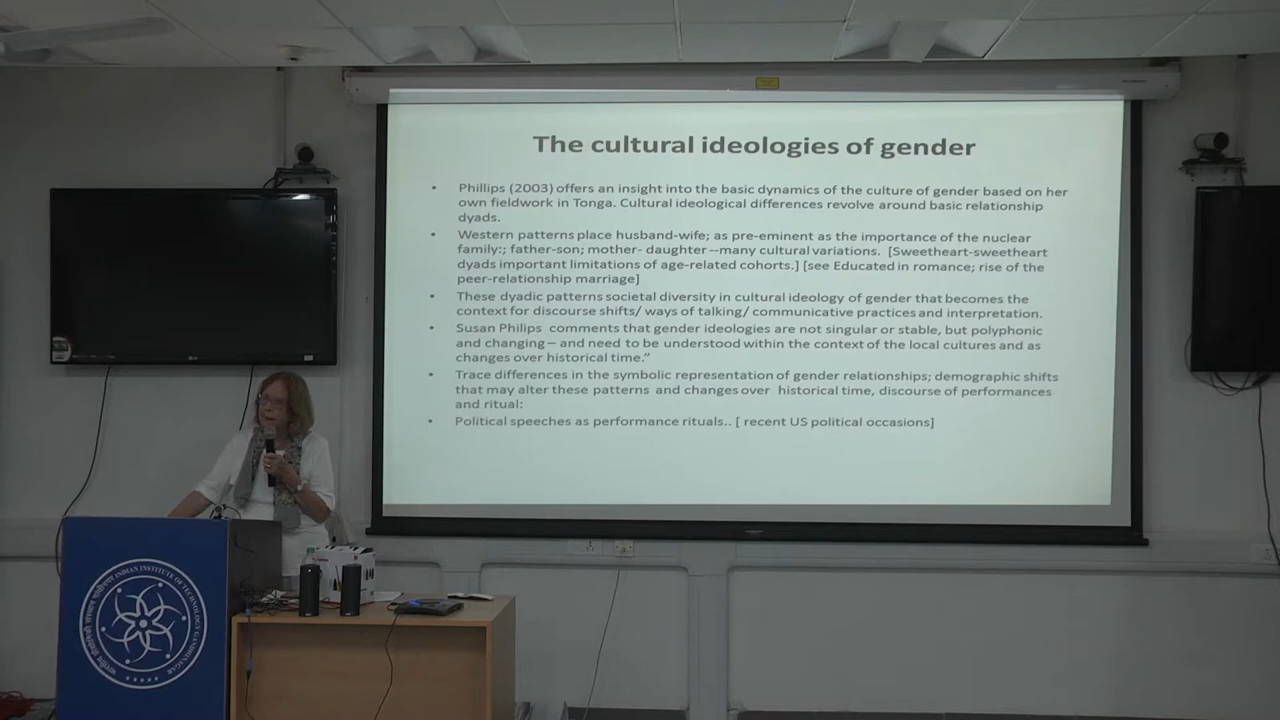 The cultural ideologies of gender
• Phillips (2003) offers an insight into the basic dynamics of the culture of gender based on her
own fieldwork in Tonga. Cultural ideological differences revolve around basic relationship
dyads.
• Western patterns place husband-wife; as pre-eminent as the importance of the nuclear
family:; father-son; mother- daughter --many cultural variations. [Sweetheart-sweetheart
dyads important limitations of age-related cohorts.] [see Educated in romance; rise of the
peer-relationship marriage]
• These dyadic patterns societal diversity in cultural ideology of gender that becomes the
context for discourse shifts/ ways of talking/ communicative practices and interpretation.
• Susan Philips comments that gender ideologies are not singular or stable, but polyphonic
and changing — and need to be understood within the context of the local cultures and as
changes over historical time.”
• Trace differences in the symbolic representation of gender relationships; demographic shifts
that may alter these patterns and changes over historical time, discourse of performances
and ritual:
• Political speeches as performance rituals.. [ recent US political occasions]
LG
भारतीय प्रौद्योगिकी संस्थान गांधीनगर
INDIAN INSTITUTE OF TECHNOLOGY GANDHINAGAR